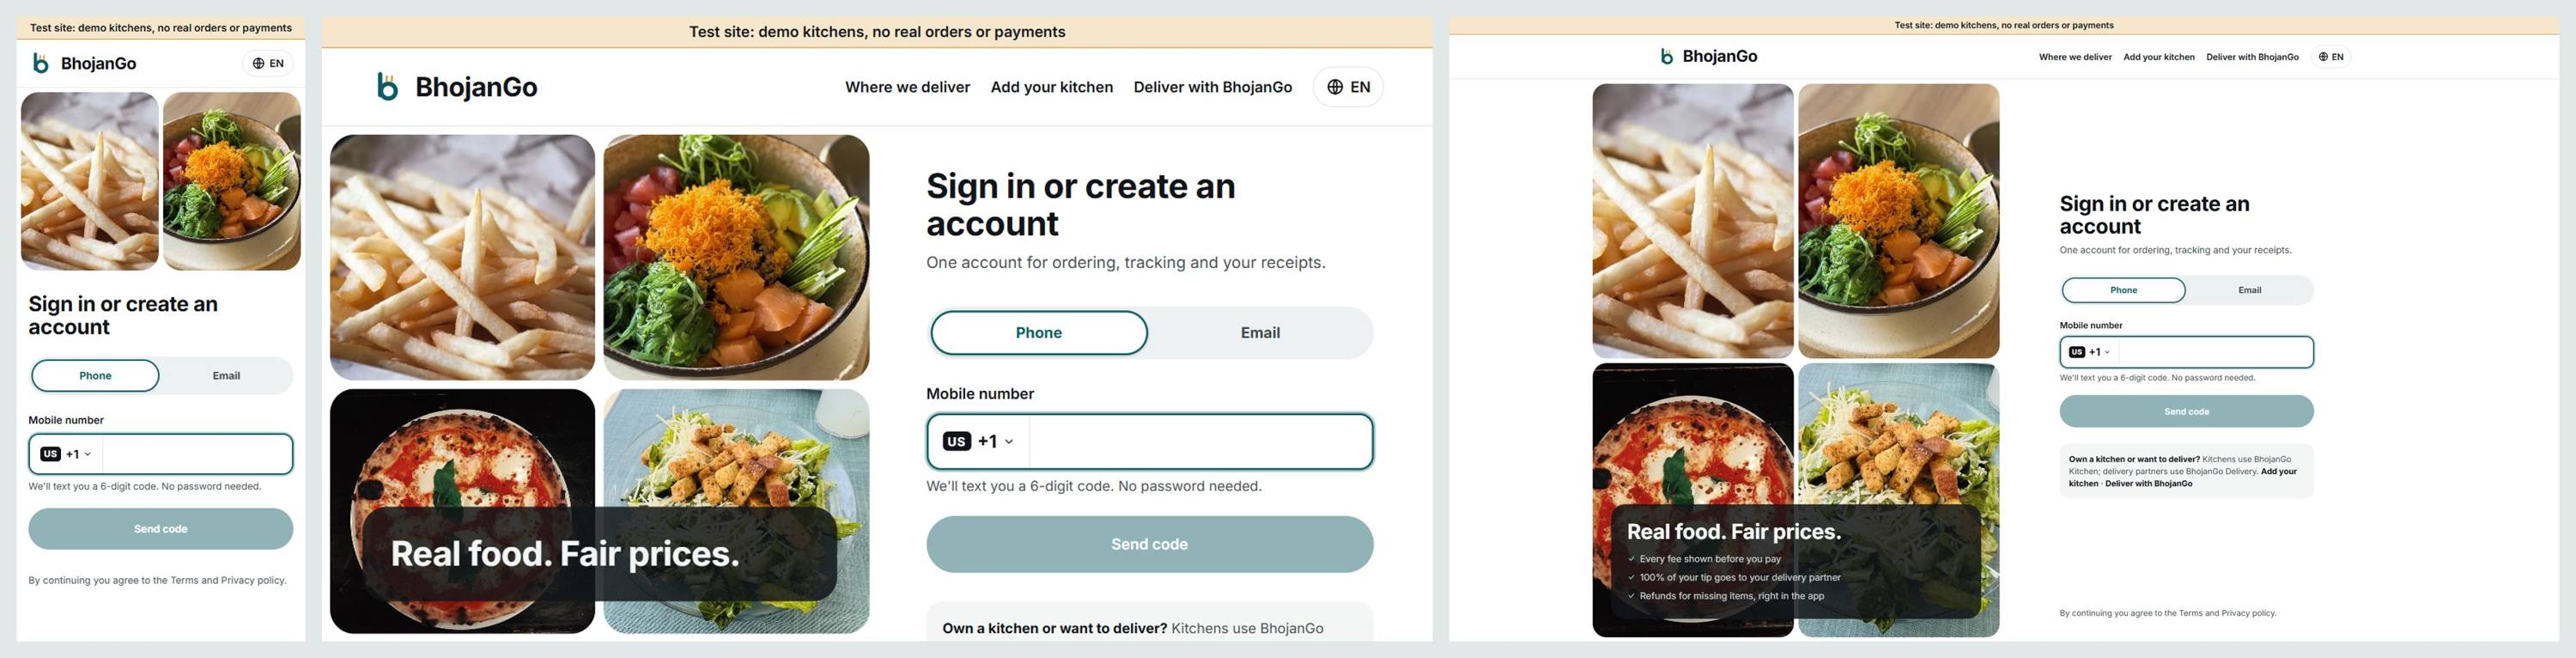 Test site: demo kitchens, no real orders or payments
BhojanGo
EN
Sign in or create an
account
Phone
Email
Mobile number
US +1
We'll text you a 6-digit code. No password needed.
Send code
By continuing you agree to the Terms and Privacy policy.
Test site: demo kitchens, no real orders or payments
BhojanGo
Where we deliver
Add your kitchen
Deliver with BhojanGo
EN
Real food. Fair prices.
Sign in or create an
account
One account for ordering, tracking and your receipts.
Phone
Email
Mobile number
US +1
We'll text you a 6-digit code. No password needed.
Send code
Own a kitchen or want to deliver? Kitchens use BhojanGo
Test site: demo kitchens, no real orders or payments
BhojanGo
Where we deliver
Add your kitchen
Deliver with BhojanGo
EN
Real food. Fair prices.
Every fee shown before you pay
100% of your tip goes to your delivery partner
Refunds for missing items, right in the app
Sign in or create an
account
One account for ordering, tracking and your receipts.
Phone
Email
Mobile number
US +1
We'll text you a 6-digit code. No password needed.
Send code
Own a kitchen or want to deliver? Kitchens use BhojanGo
Kitchen; delivery partners use BhojanGo Delivery. Add your
kitchen · Deliver with BhojanGo
By continuing you agree to the Terms and Privacy policy.